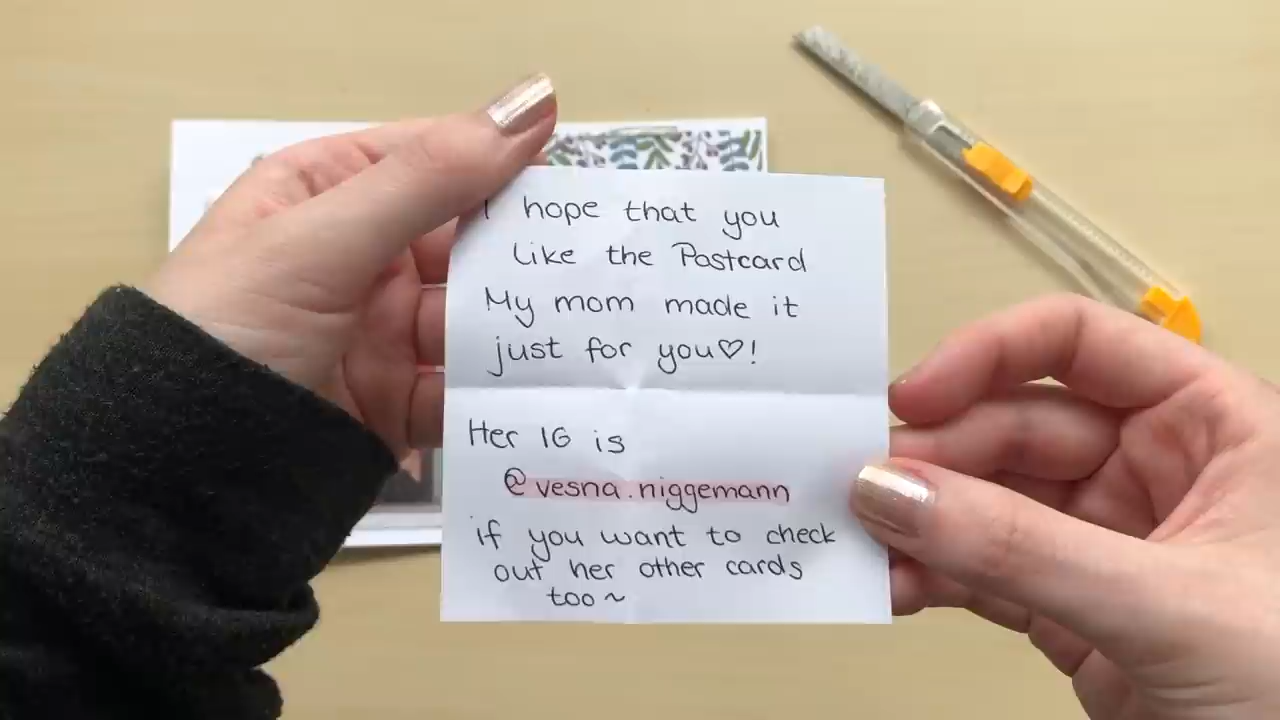 I hope that you
like the Postcard
My mom made it
just for you♡!
Her IG is
@vesna.niggemann
if you want to check
out her other cards
too~